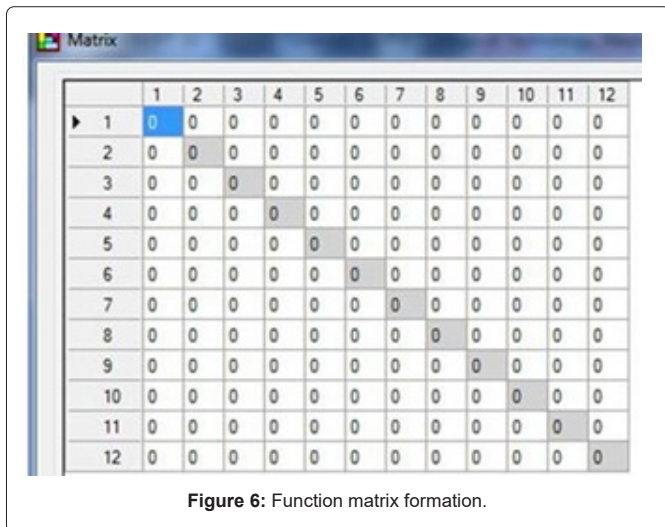 Matrix
1 2 3 4 5 6 7 8 9 10 11 12
1 0 0 0 0 0 0 0 0 0 0 0 0
2 0 0 0 0 0 0 0 0 0 0 0 0
3 0 0 0 0 0 0 0 0 0 0 0 0
4 0 0 0 0 0 0 0 0 0 0 0 0
5 0 0 0 0 0 0 0 0 0 0 0 0
6 0 0 0 0 0 0 0 0 0 0 0 0
7 0 0 0 0 0 0 0 0 0 0 0 0
8 0 0 0 0 0 0 0 0 0 0 0 0
9 0 0 0 0 0 0 0 0 0 0 0 0
10 0 0 0 0 0 0 0 0 0 0 0 0
11 0 0 0 0 0 0 0 0 0 0 0 0
12 0 0 0 0 0 0 0 0 0 0 0 0
Figure 6: Function matrix formation.